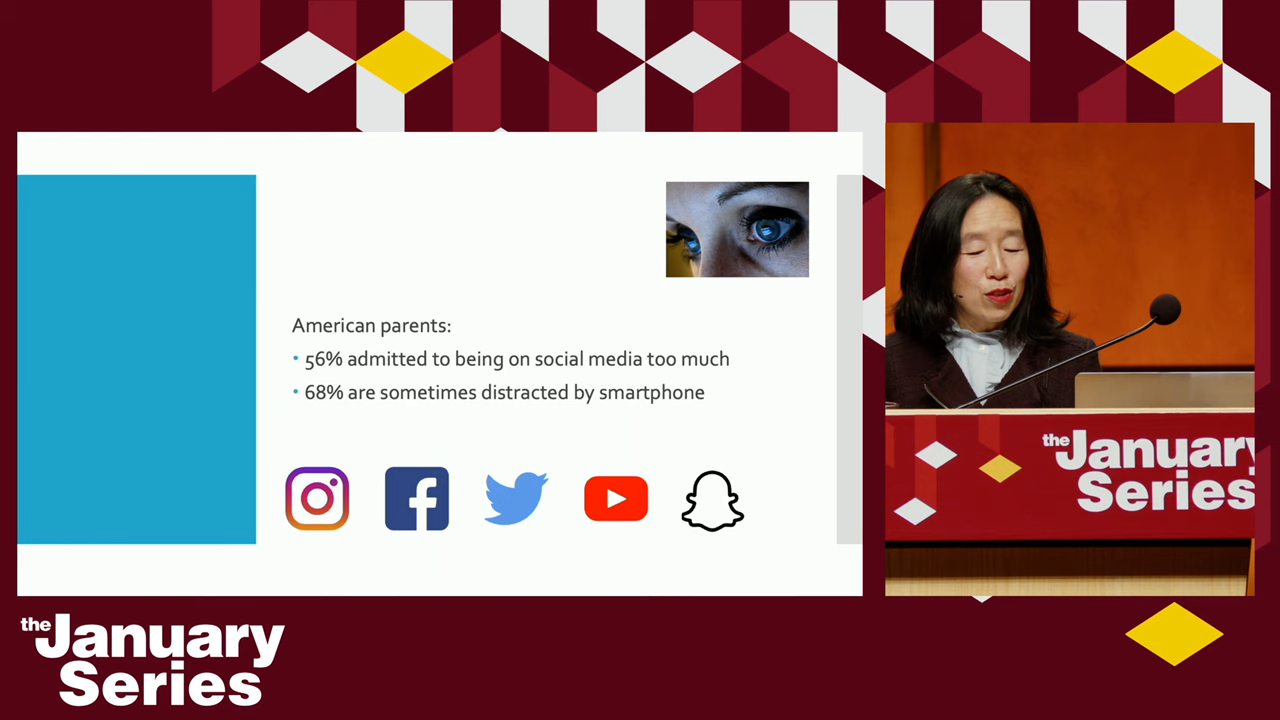 American parents:
• 56% admitted to being on social media too much
• 68% are sometimes distracted by smartphone
the January
Series
the January
Series